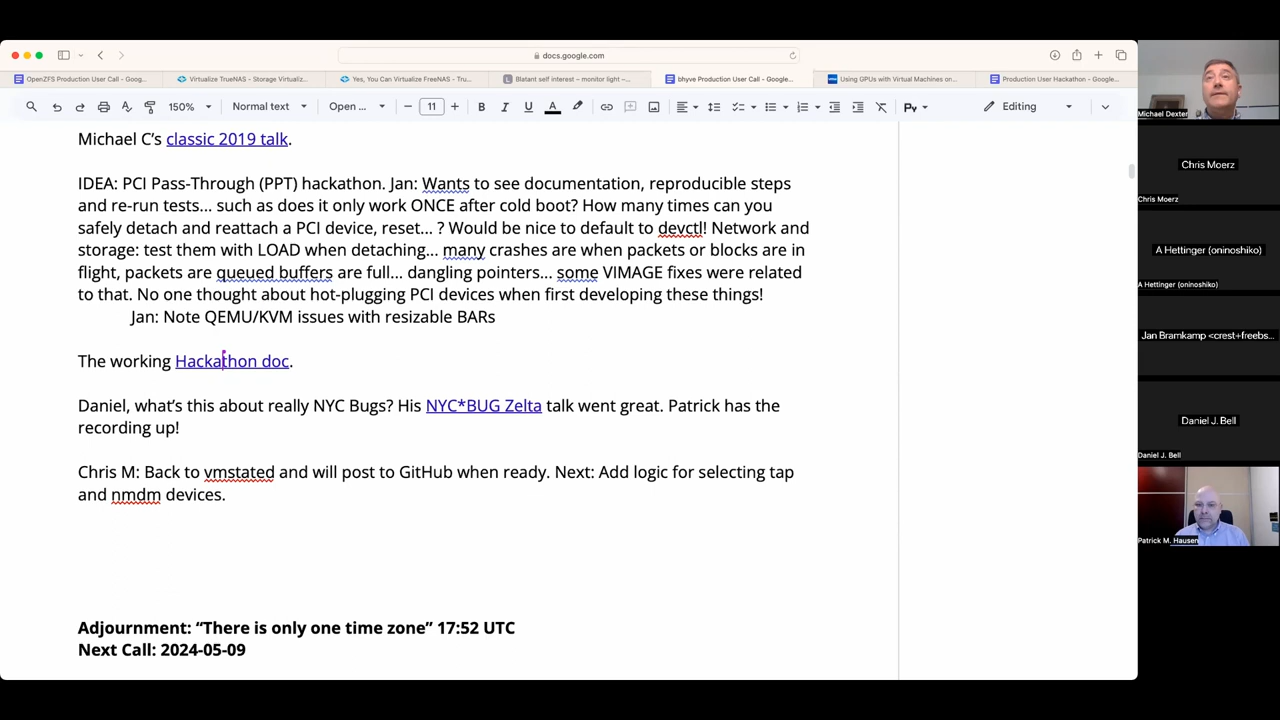 docs.google.com
OpenZFS Production User Call - Goog...
Virtualize TrueNAS - Storage Virtualiz...
Yes, You Can Virtualize FreeNAS - Tru...
Blatant self interest – monitor light –...
bhyve Production User Call - Google...
Using GPUs with Virtual Machines on...
Production User Hackathon - Google...
150% Normal text Open ... 11 Editing
Michael C’s classic 2019 talk.
IDEA: PCI Pass-Through (PPT) hackathon. Jan: Wants to see documentation, reproducible steps
and re-run tests... such as does it only work ONCE after cold boot? How many times can you
safely detach and reattach a PCI device, reset... ? Would be nice to default to devctl! Network and
storage: test them with LOAD when detaching... many crashes are when packets or blocks are in
flight, packets are queued buffers are full... dangling pointers... some VIMAGE fixes were related
to that. No one thought about hot-plugging PCI devices when first developing these things!
Jan: Note QEMU/KVM issues with resizable BARs
The working Hackathon doc.
Daniel, what’s this about really NYC Bugs? His NYC*BUG Zelta talk went great. Patrick has the
recording up!
Chris M: Back to vmstated and will post to GitHub when ready. Next: Add logic for selecting tap
and nmdm devices.
Adjournment: “There is only one time zone” 17:52 UTC
Next Call: 2024-05-09
Michael Dexter
Chris Moerz
Chris Moerz
A Hettinger (oninoshiko)
A Hettinger (oninoshiko)
Jan Bramkamp <crest+freebs...
Daniel J. Bell
Daniel J. Bell
Patrick M. Hausen